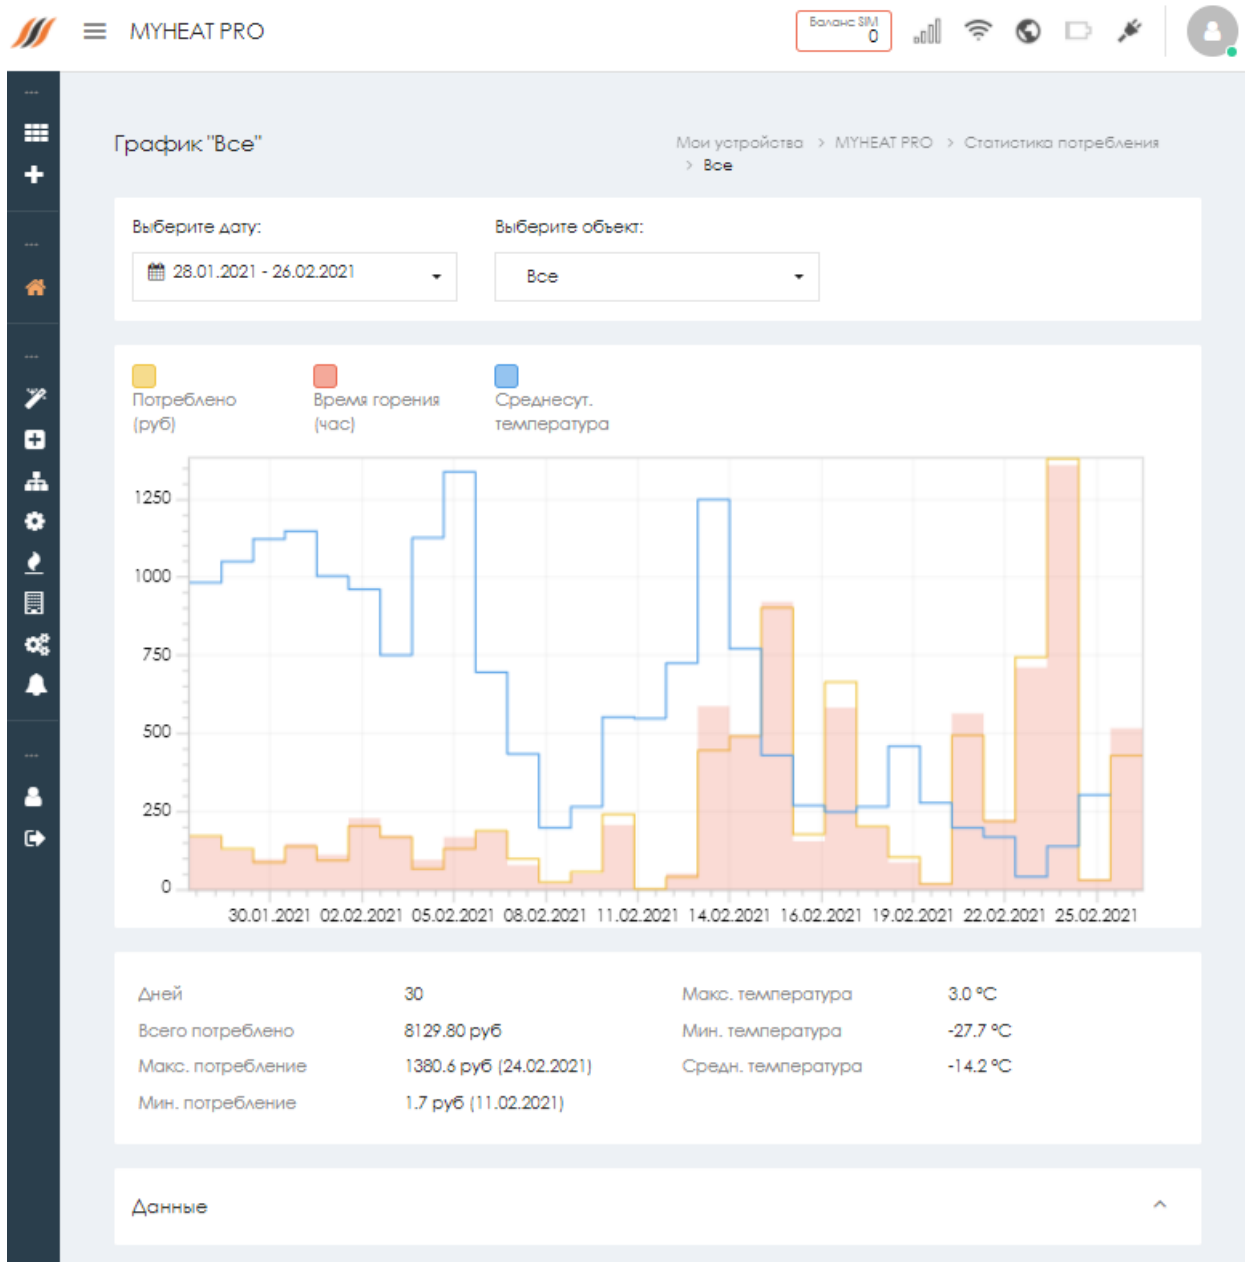 MYHEAT PRO
Баланс SIM
0
График "Все"
Мои устройства > MYHEAT PRO > Статистика потребления
> Все
Выберите дату:
Выберите объект:
28.01.2021 - 26.02.2021
Все
Потреблено
(руб)
Время горения
(час)
Среднесут.
температура
1250
1000
750
500
250
0
30.01.2021 02.02.2021 05.02.2021 08.02.2021 11.02.2021 14.02.2021 16.02.2021 19.02.2021 22.02.2021 25.02.2021
Дней 30 Макс. температура 3.0 °C
Всего потреблено 8129.80 руб Мин. температура -27.7 °C
Макс. потребление 1380.6 руб (24.02.2021) Средн. температура -14.2 °C
Мин. потребление 1.7 руб (11.02.2021)
Данные